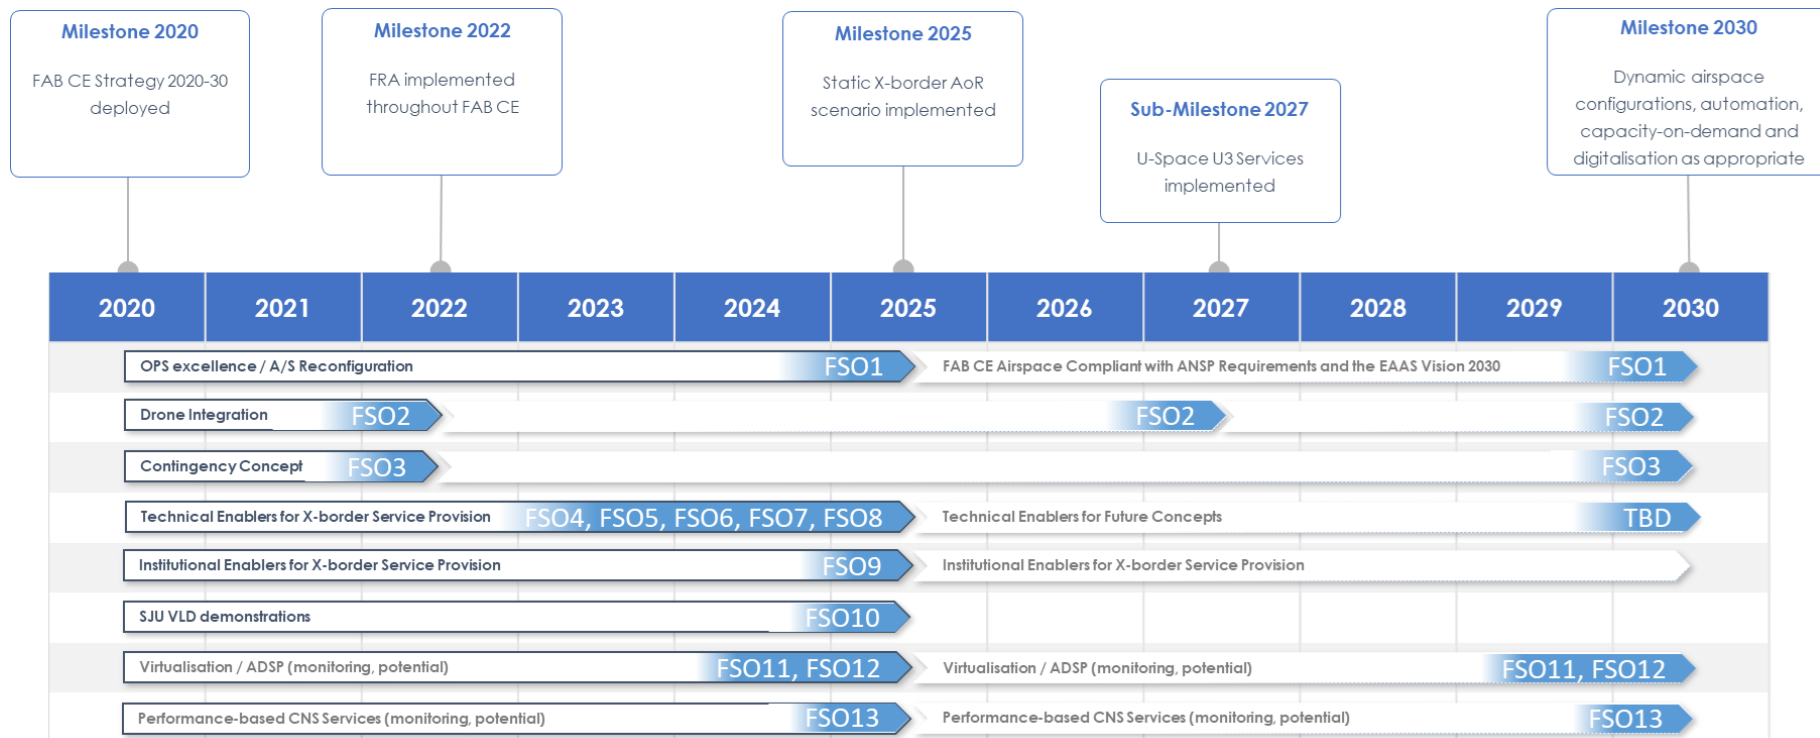 Milestone 2020
FAB CE Strategy 2020-30
deployed
Milestone 2022
FRA implemented
throughout FAB CE
Milestone 2025
Static X-border AoR
scenario implemented
Sub-Milestone 2027
U-Space U3 Services
implemented
Milestone 2030
Dynamic airspace
configurations, automation,
capacity-on-demand and
digitalisation as appropriate
2020 2021 2022 2023 2024 2025 2026 2027 2028 2029 2030
OPS excellence / A/S Reconfiguration FSO1 FAB CE Airspace Compliant with ANSP Requirements and the EAAS Vision 2030 FSO1
Drone Integration FSO2 FSO2 FSO2
Contingency Concept FSO3 FSO3
Technical Enablers for X-border Service Provision FSO4, FSO5, FSO6, FSO7, FSO8 Technical Enablers for Future Concepts TBD
Institutional Enablers for X-border Service Provision FSO9 Institutional Enablers for X-border Service Provision
SJU VLD demonstrations FSO10
Virtualisation / ADSP (monitoring, potential) FSO11, FSO12 Virtualisation / ADSP (monitoring, potential) FSO11, FSO12
Performance-based CNS Services (monitoring, potential) FSO13 Performance-based CNS Services (monitoring, potential) FSO13